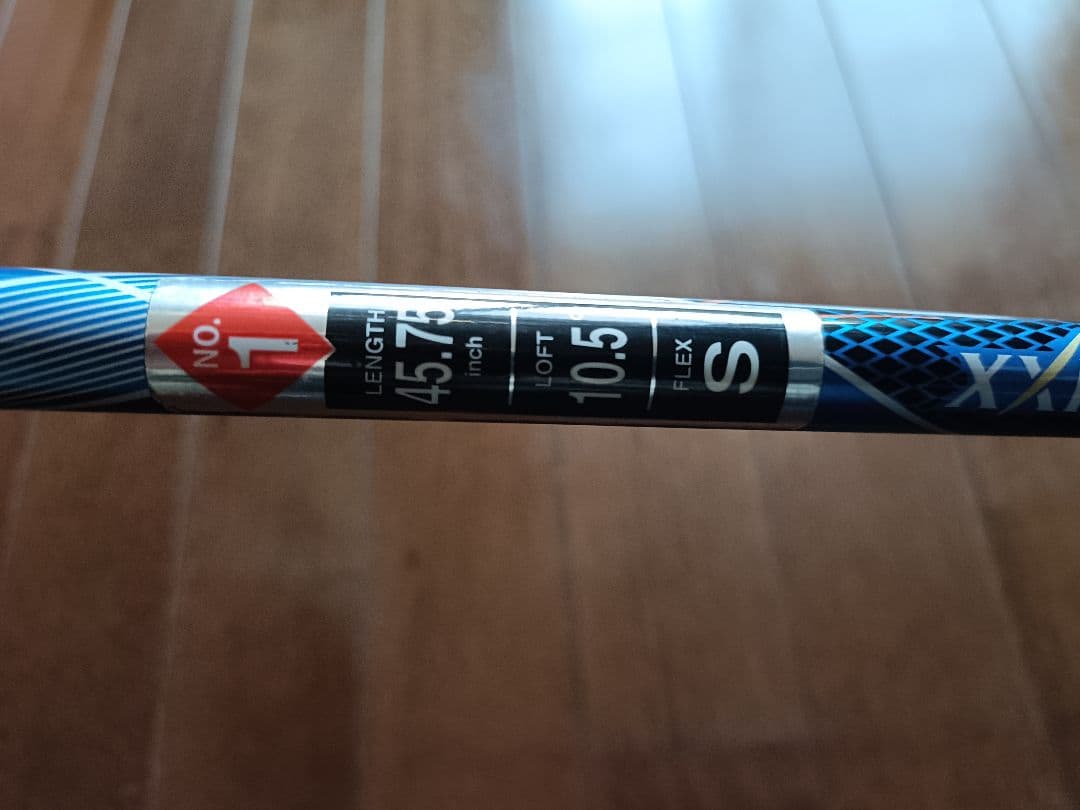 NO.
1
LENGTH
45.75
inch
LOFT
10.5°
FLEX
S